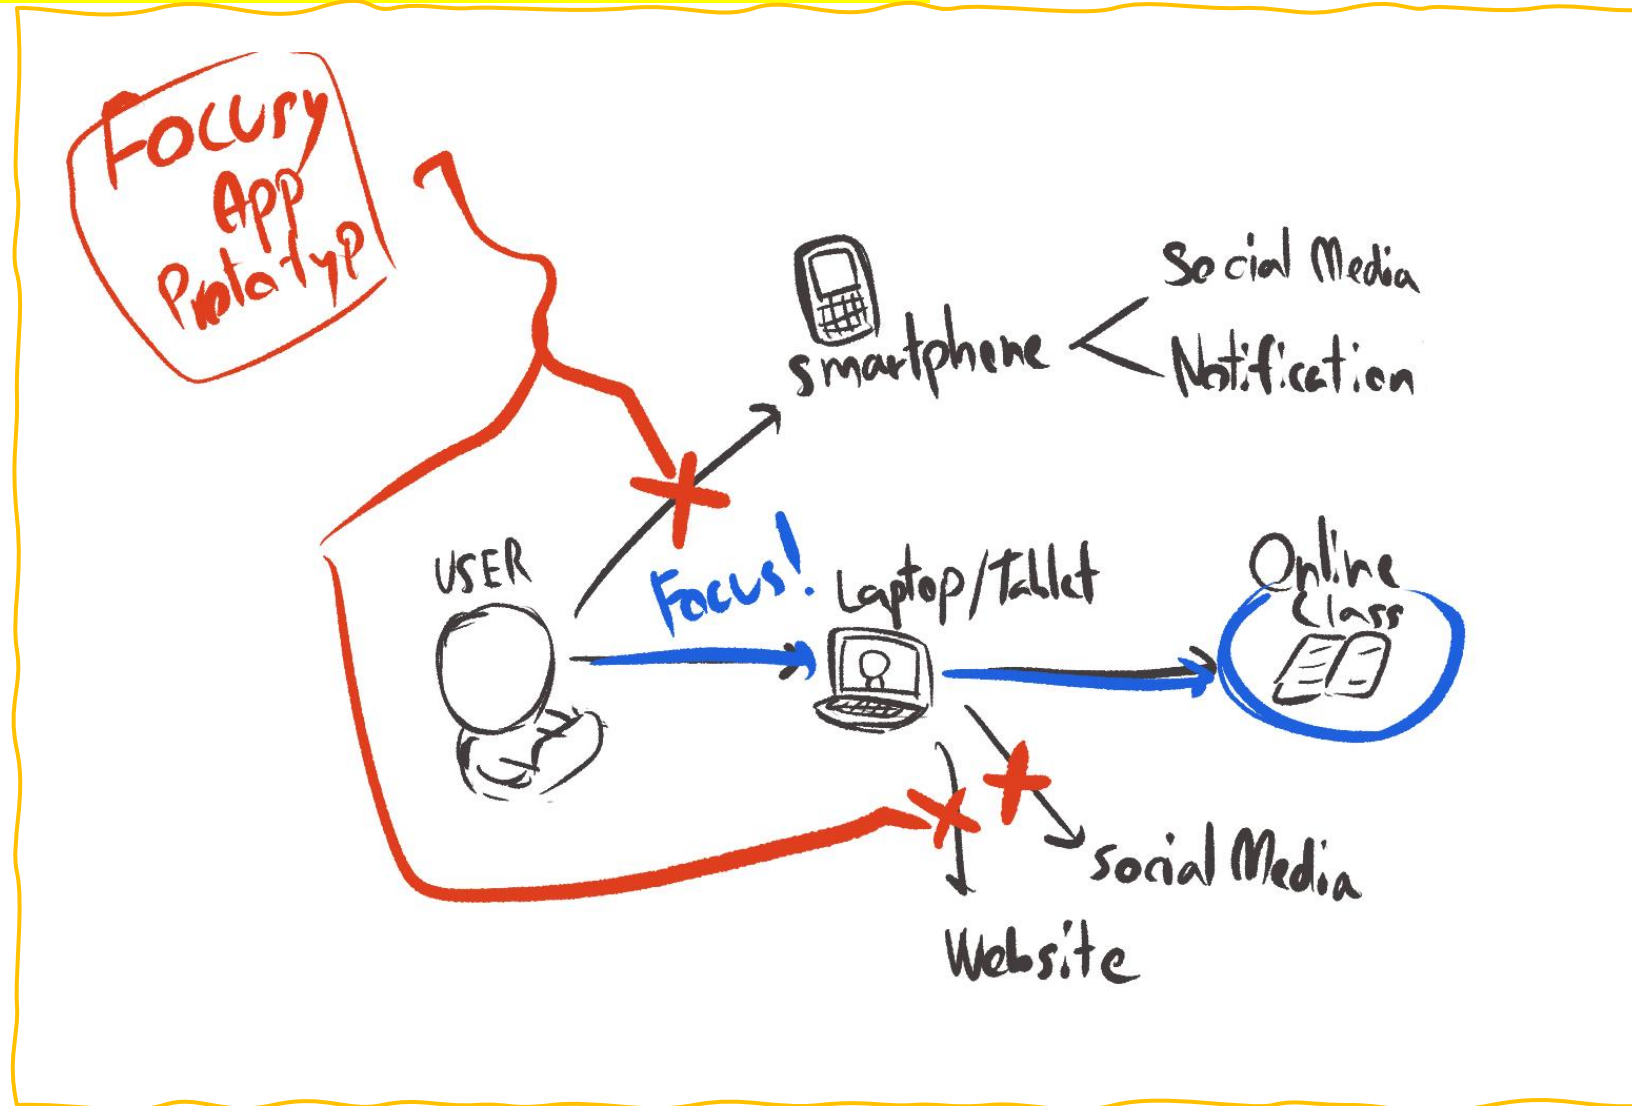 Focusy
App
Prototyp
Social Media
smartphone
Notification
USER
Focus!
Laptop/Tablet
Online
Class
Social Media
Website